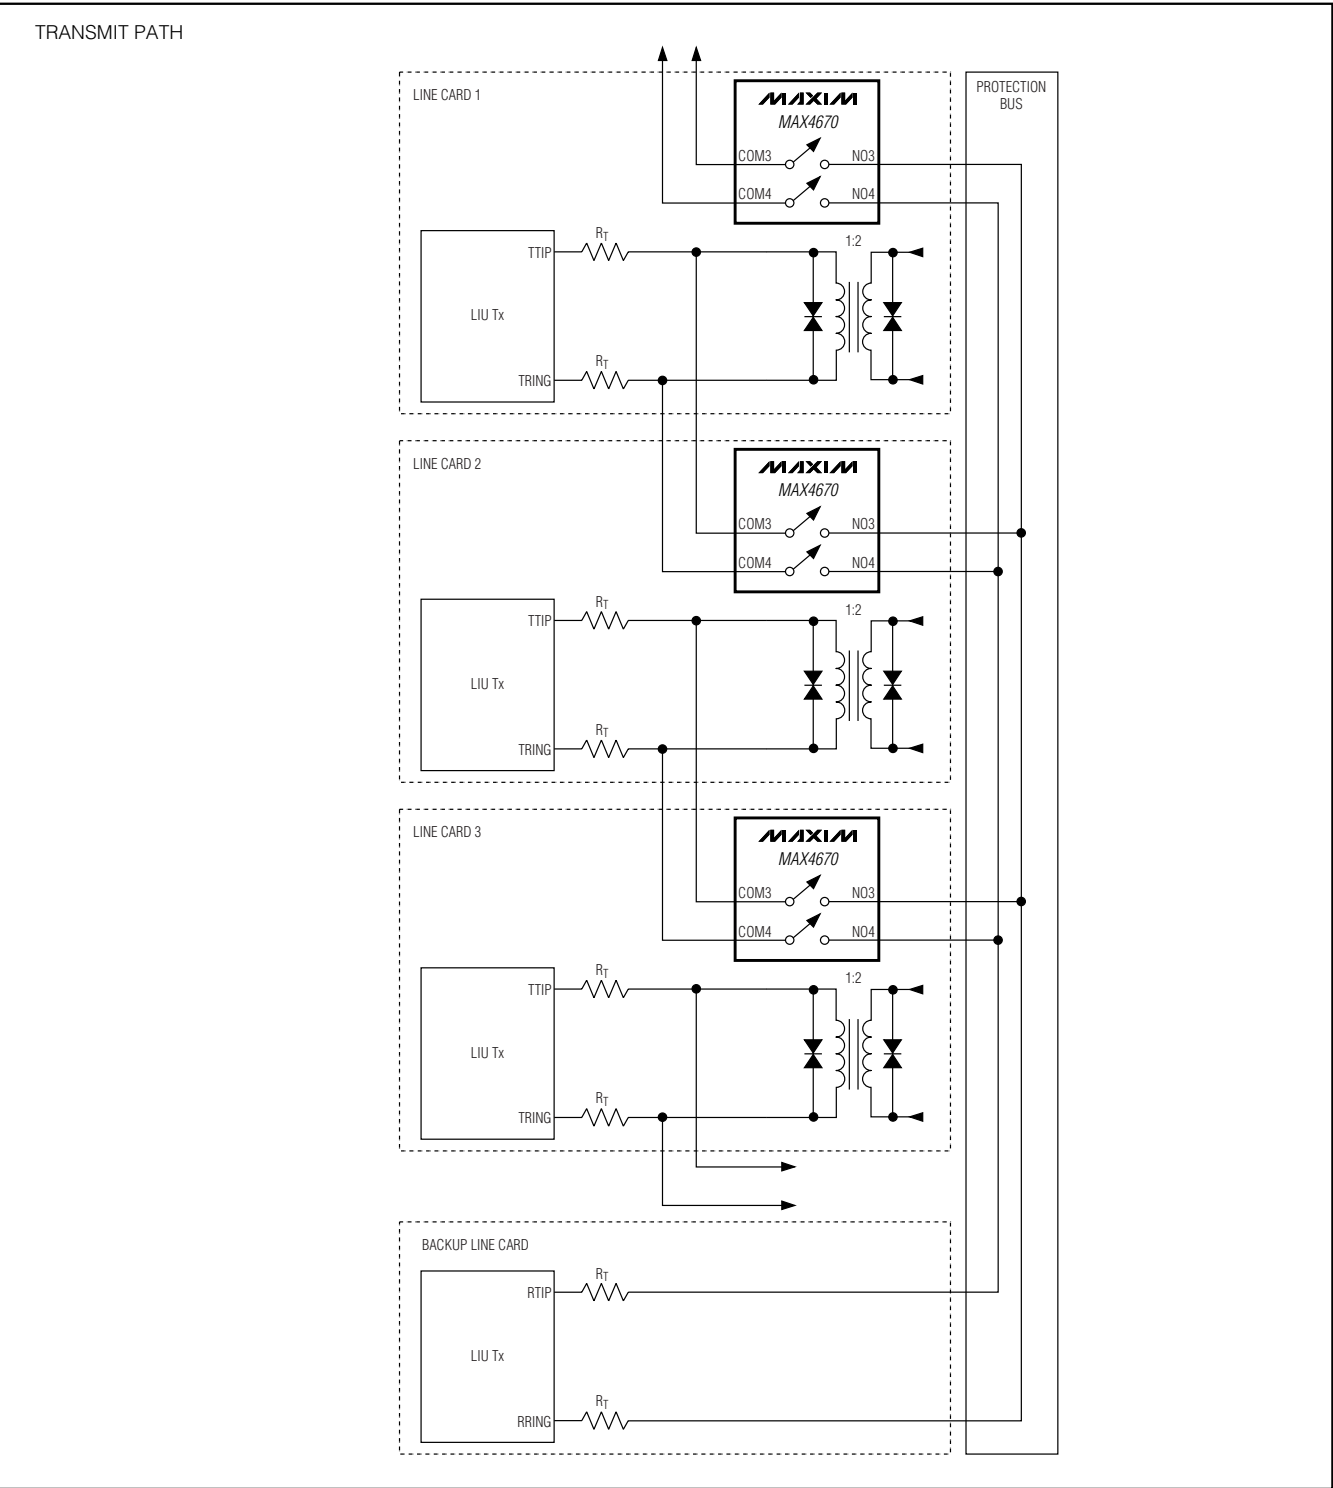 TRANSMIT PATH
LINE CARD 1
MAXIM
MAX4670
COM3
NO3
COM4
NO4
PROTECTION
BUS
RT
1:2
TTIP
LIU Tx
RT
TRING
LINE CARD 2
MAXIM
MAX4670
COM3
NO3
COM4
NO4
RT
1:2
TTIP
LIU Tx
RT
TRING
LINE CARD 3
MAXIM
MAX4670
COM3
NO3
COM4
NO4
RT
1:2
TTIP
LIU Tx
RT
TRING
BACKUP LINE CARD
RT
RTIP
LIU Tx
RT
RRING